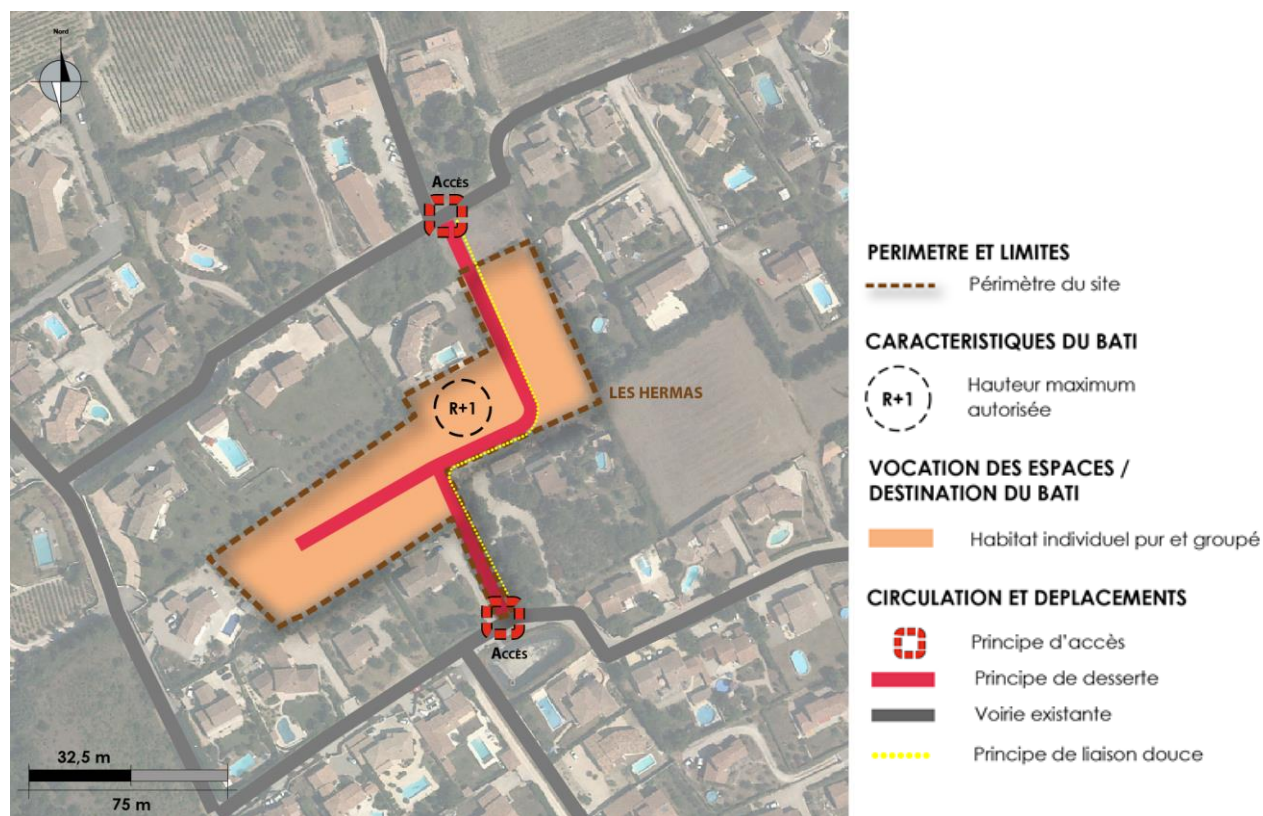 Nord
ACCÈS
LES HERMAS
R+1
ACCÈS
32,5 m
75 m
PERIMETRE ET LIMITES
Périmètre du site
CARACTERISTIQUES DU BATI
R+1
Hauteur maximum
autorisée
VOCATION DES ESPACES /
DESTINATION DU BATI
Habitat individuel pur et groupé
CIRCULATION ET DEPLACEMENTS
Principe d'accès
Principe de desserte
Voirie existante
Principe de liaison douce